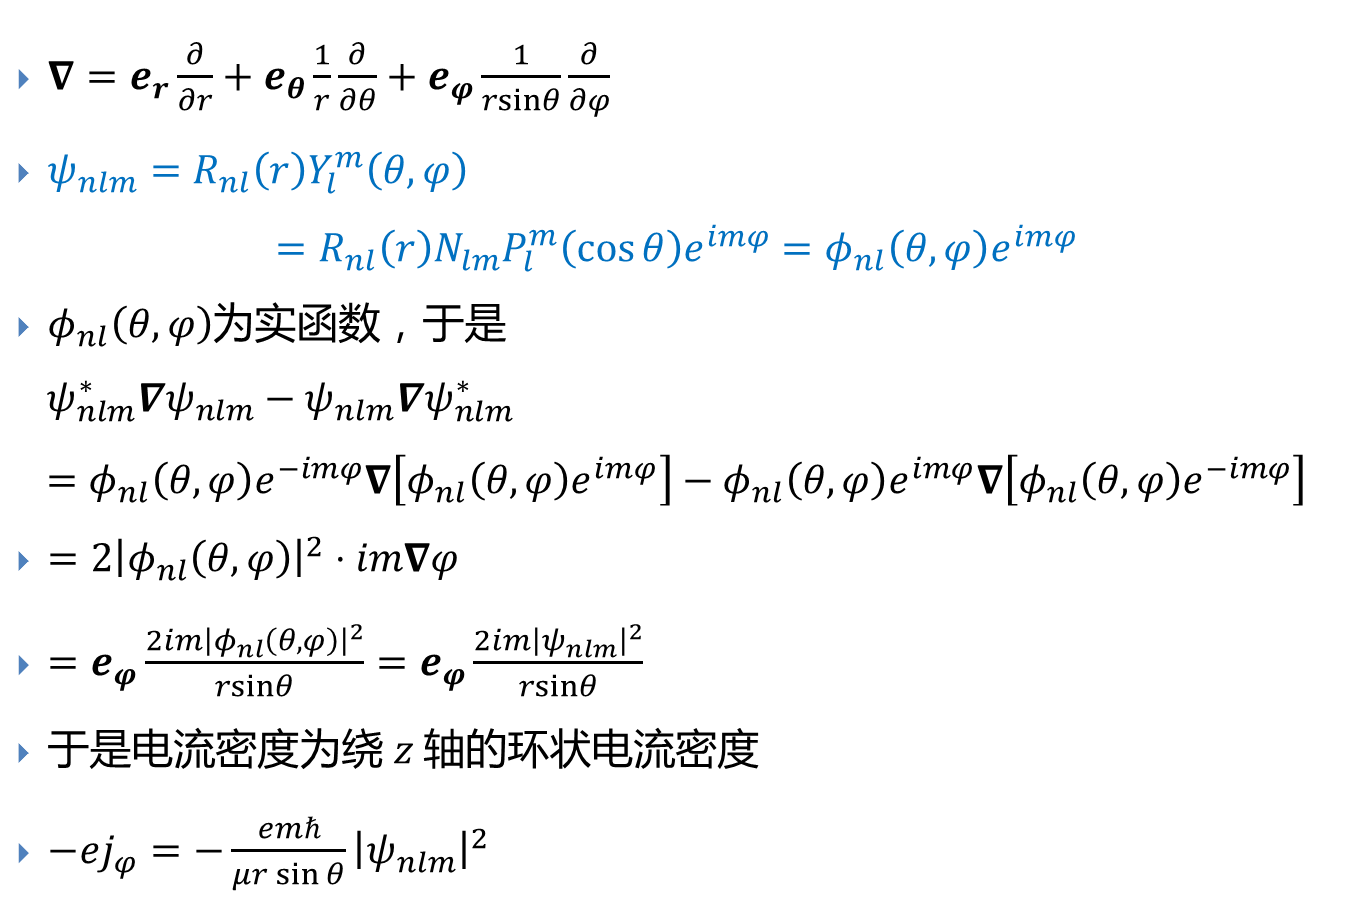 ∇ = e_r ∂/∂r + e_θ 1/r ∂/∂θ + e_φ 1/(r sinθ) ∂/∂φ
ψ_nlm = R_nl(r)Y_l^m(θ, φ)
= R_nl(r)N_lm P_l^m(cos θ)e^{imφ} = ϕ_nl(θ, φ)e^{imφ}
ϕ_nl(θ, φ)为实函数，于是
ψ*_nlm ∇ψ_nlm − ψ_nlm ∇ψ*_nlm
= ϕ_nl(θ, φ)e^{−imφ}∇[ϕ_nl(θ, φ)e^{imφ}] − ϕ_nl(θ, φ)e^{imφ}∇[ϕ_nl(θ, φ)e^{−imφ}]
= 2|ϕ_nl(θ, φ)|² · im∇φ
= e_φ 2im|ϕ_nl(θ,φ)|²/(r sinθ) = e_φ 2im|ψ_nlm|²/(r sinθ)
于是电流密度为绕 z 轴的环状电流密度
−ej_φ = − emℏ/(μr sin θ) |ψ_nlm|²